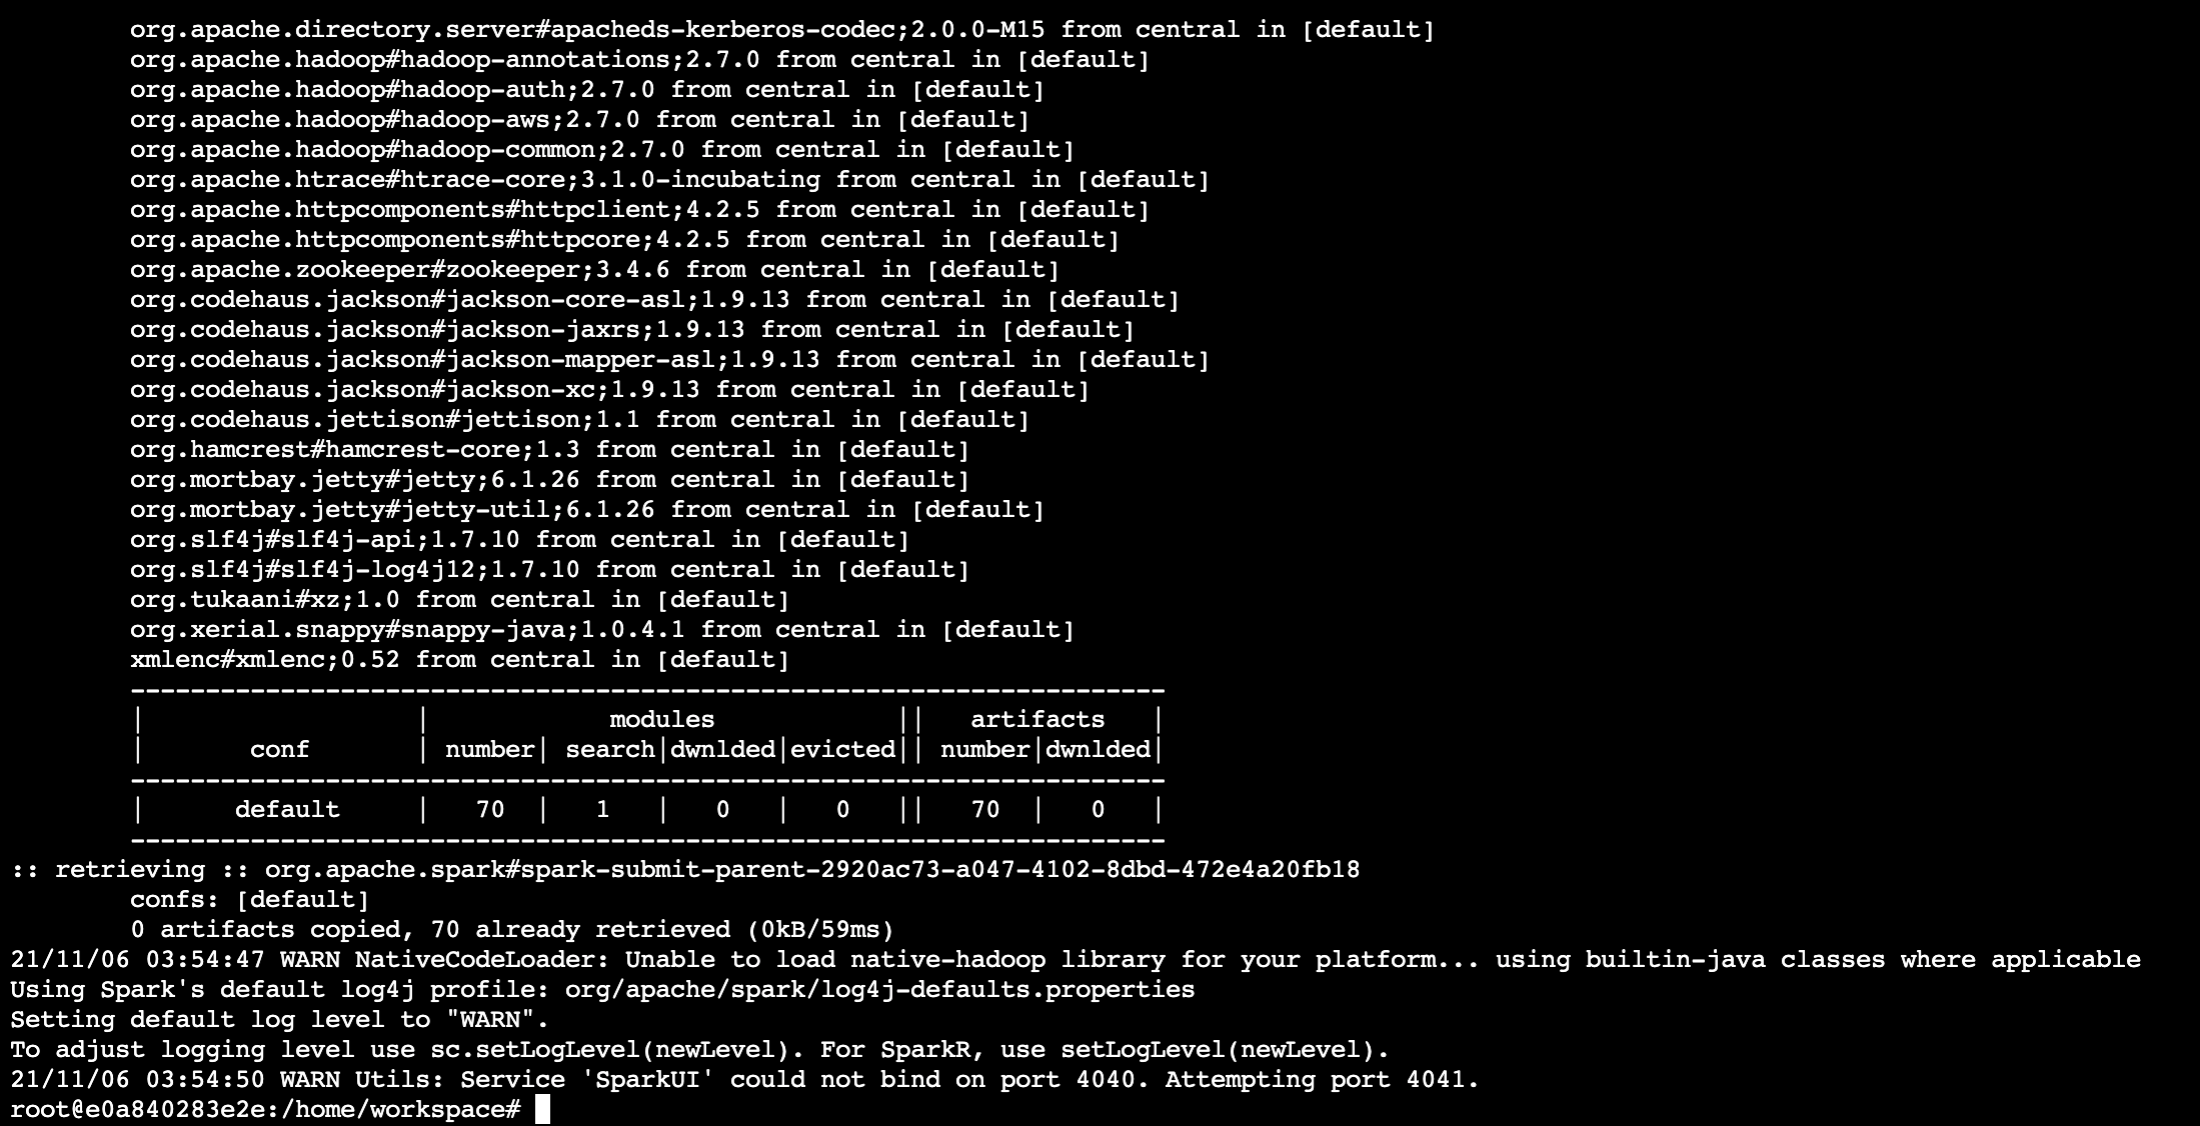 org.apache.directory.server#apacheds-kerberos-codec;2.0.0-M15 from central in [default]
org.apache.hadoop#hadoop-annotations;2.7.0 from central in [default]
org.apache.hadoop#hadoop-auth;2.7.0 from central in [default]
org.apache.hadoop#hadoop-aws;2.7.0 from central in [default]
org.apache.hadoop#hadoop-common;2.7.0 from central in [default]
org.apache.htrace#htrace-core;3.1.0-incubating from central in [default]
org.apache.httpcomponents#httpclient;4.2.5 from central in [default]
org.apache.httpcomponents#httpcore;4.2.5 from central in [default]
org.apache.zookeeper#zookeeper;3.4.6 from central in [default]
org.codehaus.jackson#jackson-core-asl;1.9.13 from central in [default]
org.codehaus.jackson#jackson-jaxrs;1.9.13 from central in [default]
org.codehaus.jackson#jackson-mapper-asl;1.9.13 from central in [default]
org.codehaus.jackson#jackson-xc;1.9.13 from central in [default]
org.codehaus.jettison#jettison;1.1 from central in [default]
org.hamcrest#hamcrest-core;1.3 from central in [default]
org.mortbay.jetty#jetty;6.1.26 from central in [default]
org.mortbay.jetty#jetty-util;6.1.26 from central in [default]
org.slf4j#slf4j-api;1.7.10 from central in [default]
org.slf4j#slf4j-log4j12;1.7.10 from central in [default]
org.tukaani#xz;1.0 from central in [default]
org.xerial.snappy#snappy-java;1.0.4.1 from central in [default]
xmlenc#xmlenc;0.52 from central in [default]
---------------------------------------------------------------------
|                  |            modules            ||   artifacts   |
|       conf       | number| search|dwnlded|evicted|| number|dwnlded|
---------------------------------------------------------------------
|      default     |   70  |   1   |   0   |   0   ||   70  |   0   |
---------------------------------------------------------------------
:: retrieving :: org.apache.spark#spark-submit-parent-2920ac73-a047-4102-8dbd-472e4a20fb18
confs: [default]
0 artifacts copied, 70 already retrieved (0kB/59ms)
21/11/06 03:54:47 WARN NativeCodeLoader: Unable to load native-hadoop library for your platform... using builtin-java classes where applicable
Using Spark's default log4j profile: org/apache/spark/log4j-defaults.properties
Setting default log level to "WARN".
To adjust logging level use sc.setLogLevel(newLevel). For SparkR, use setLogLevel(newLevel).
21/11/06 03:54:50 WARN Utils: Service 'SparkUI' could not bind on port 4040. Attempting port 4041.
root@e0a840283e2e:/home/workspace#